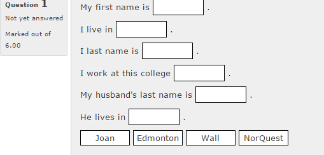 Question 1
Not yet answered
Marked out of
6.00
My first name is .
I live in .
I last name is .
I work at this college .
My husband's last name is .
He lives in .
Joan Edmonton Wall NorQuest